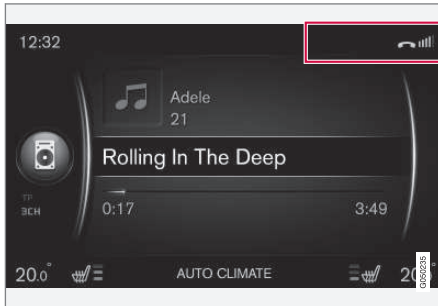 12:32
Adele
21
Rolling In The Deep
TP
3CH
0:17
3:49
20.0°
AUTO CLIMATE
G050235